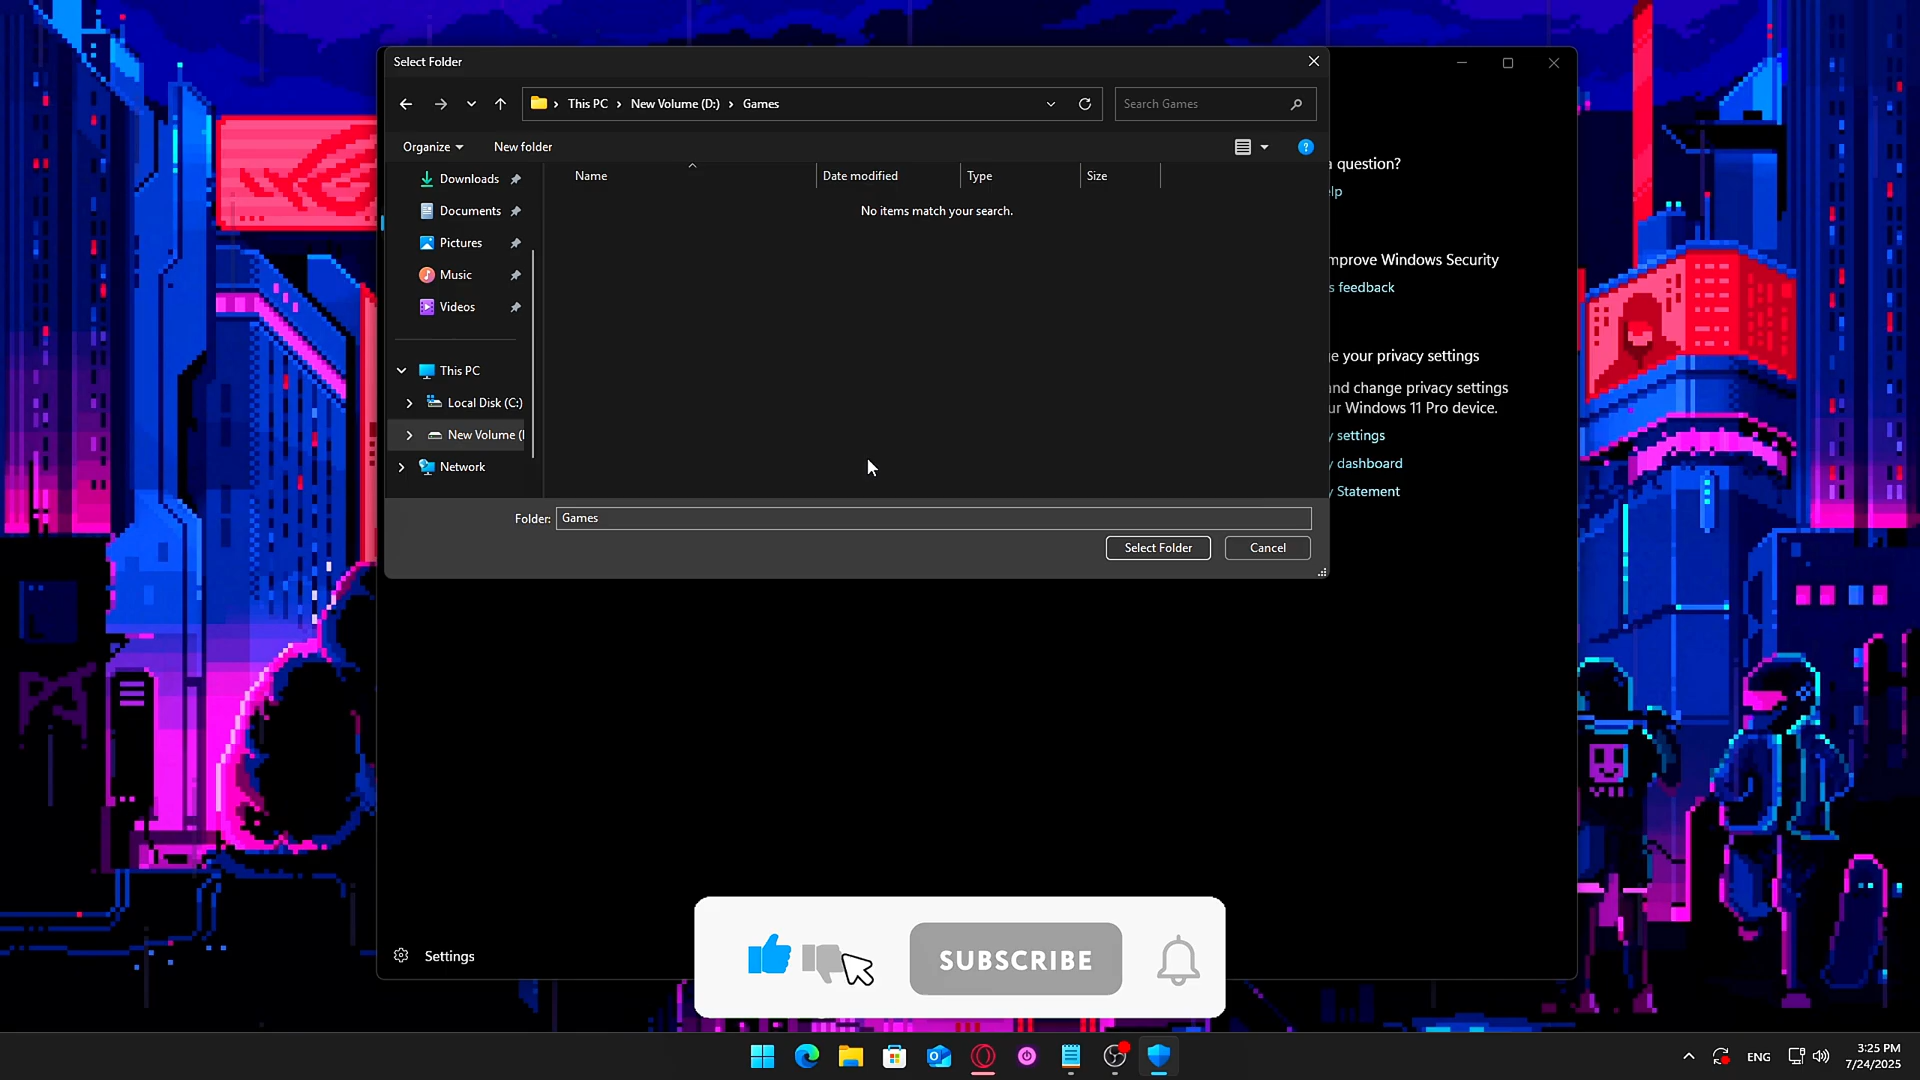 Select Folder
This PC
New Volume (D:)
Games
Search Games
Organize
New folder
Name
Date modified
Type
Size
No items match your search.
Downloads
Documents
Pictures
Music
Videos
This PC
Local Disk (C:)
New Volume (
Network
Folder: Games
Select Folder
Cancel
a question?
lp
mprove Windows Security
s feedback
e your privacy settings
nd change privacy settings
ur Windows 11 Pro device.
y settings
y dashboard
y Statement
Settings
SUBSCRIBE
ENG
3:25 PM
7/24/2025